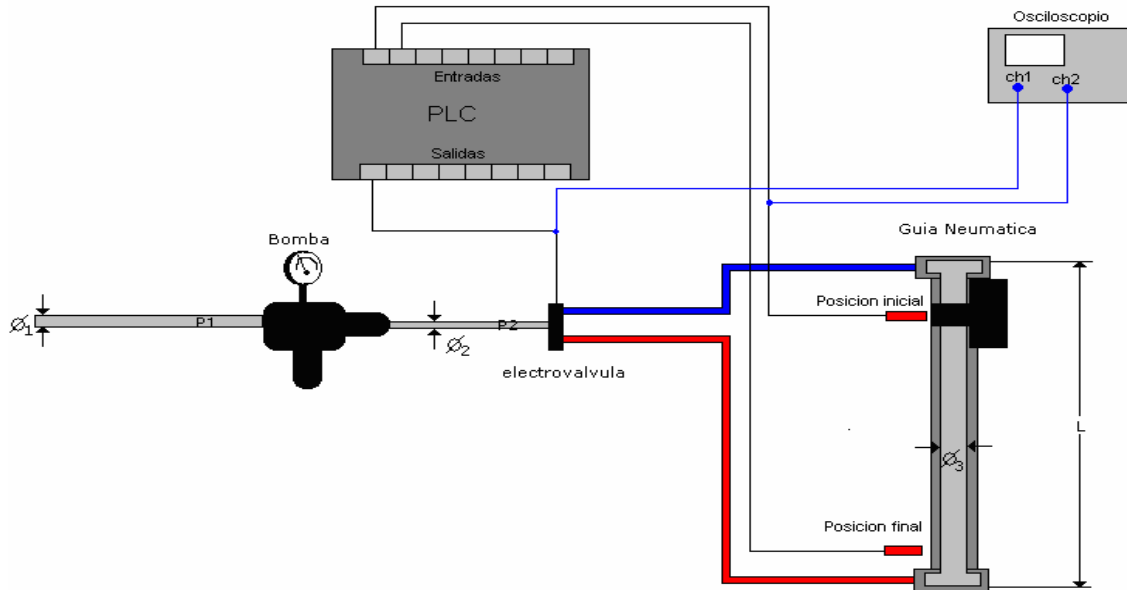 Osciloscopio
ch1
ch2
Entradas
PLC
Salidas
Bomba
Guia Neumatica
Posicion inicial
P1
P2
Ø1
Ø2
electrovalvula
L
Ø3
Posicion final